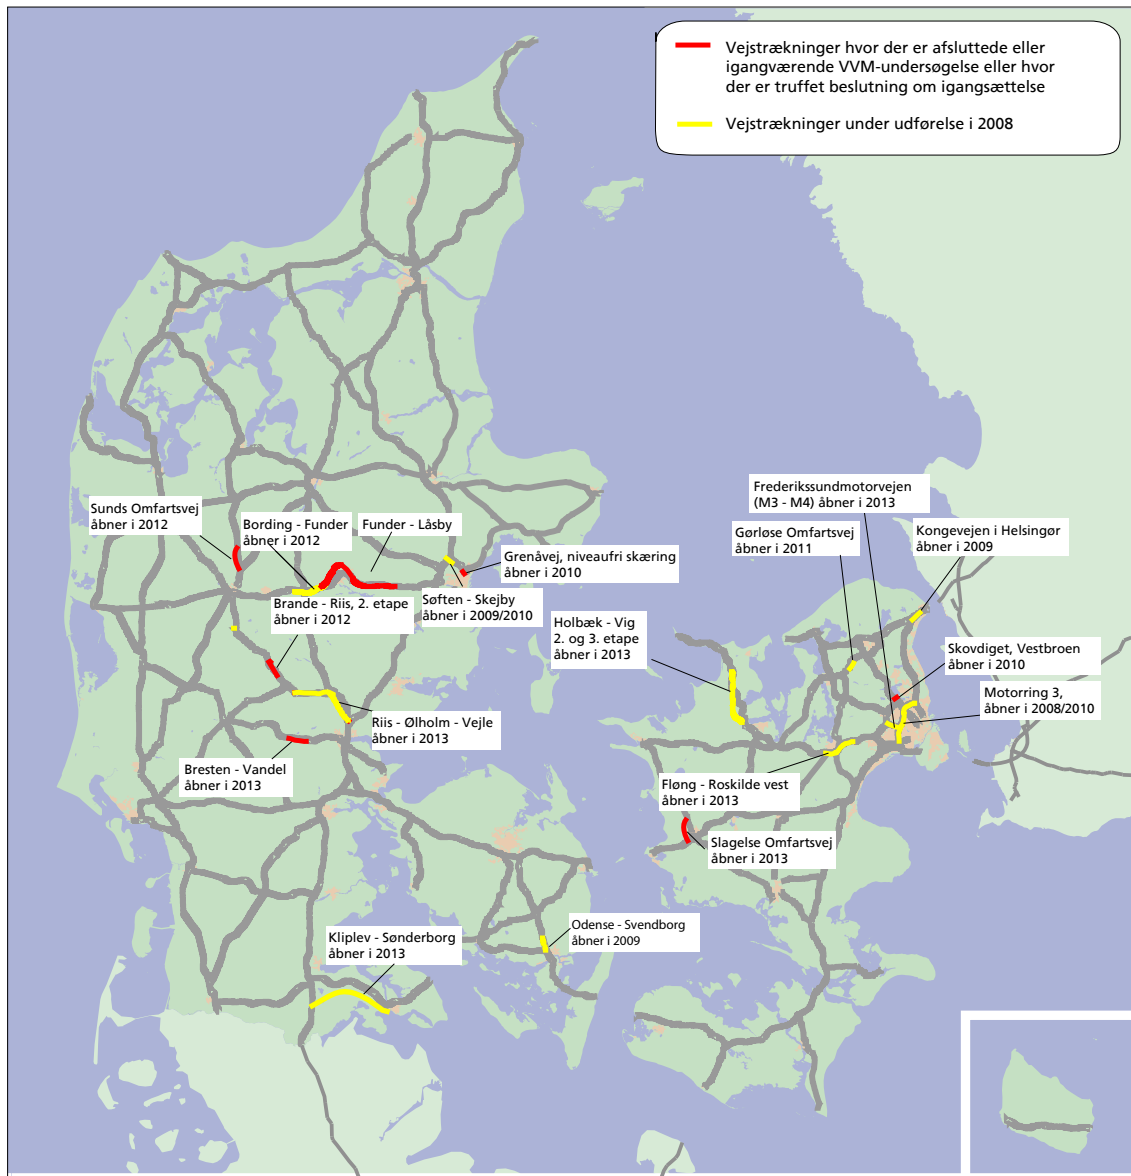 Vejstrækninger hvor der er afsluttede eller
igangværende VVM-undersøgelse eller hvor
der er truffet beslutning om igangsættelse
Vejstrækninger under udførelse i 2008
Frederikssundmotorvejen
(M3 - M4) åbner i 2013
Sunds Omfartsvej
åbner i 2012
Bording - Funder
åbner i 2012
Funder - Låsby
Gørløse Omfartsvej
åbner i 2011
Kongevejen i Helsingør
åbner i 2009
Grenåvej, niveaufri skæring
åbner i 2010
Brande - Riis, 2. etape
åbner i 2012
Søften - Skejby
åbner i 2009/2010
Holbæk - Vig
2. og 3. etape
åbner i 2013
Skovdiget, Vestbroen
åbner i 2010
Motorring 3,
åbner i 2008/2010
Riis - Ølholm - Vejle
åbner i 2013
Bresten - Vandel
åbner i 2013
Fløng - Roskilde vest
åbner i 2013
Slagelse Omfartsvej
åbner i 2013
Kliplev - Sønderborg
åbner i 2013
Odense - Svendborg
åbner i 2009